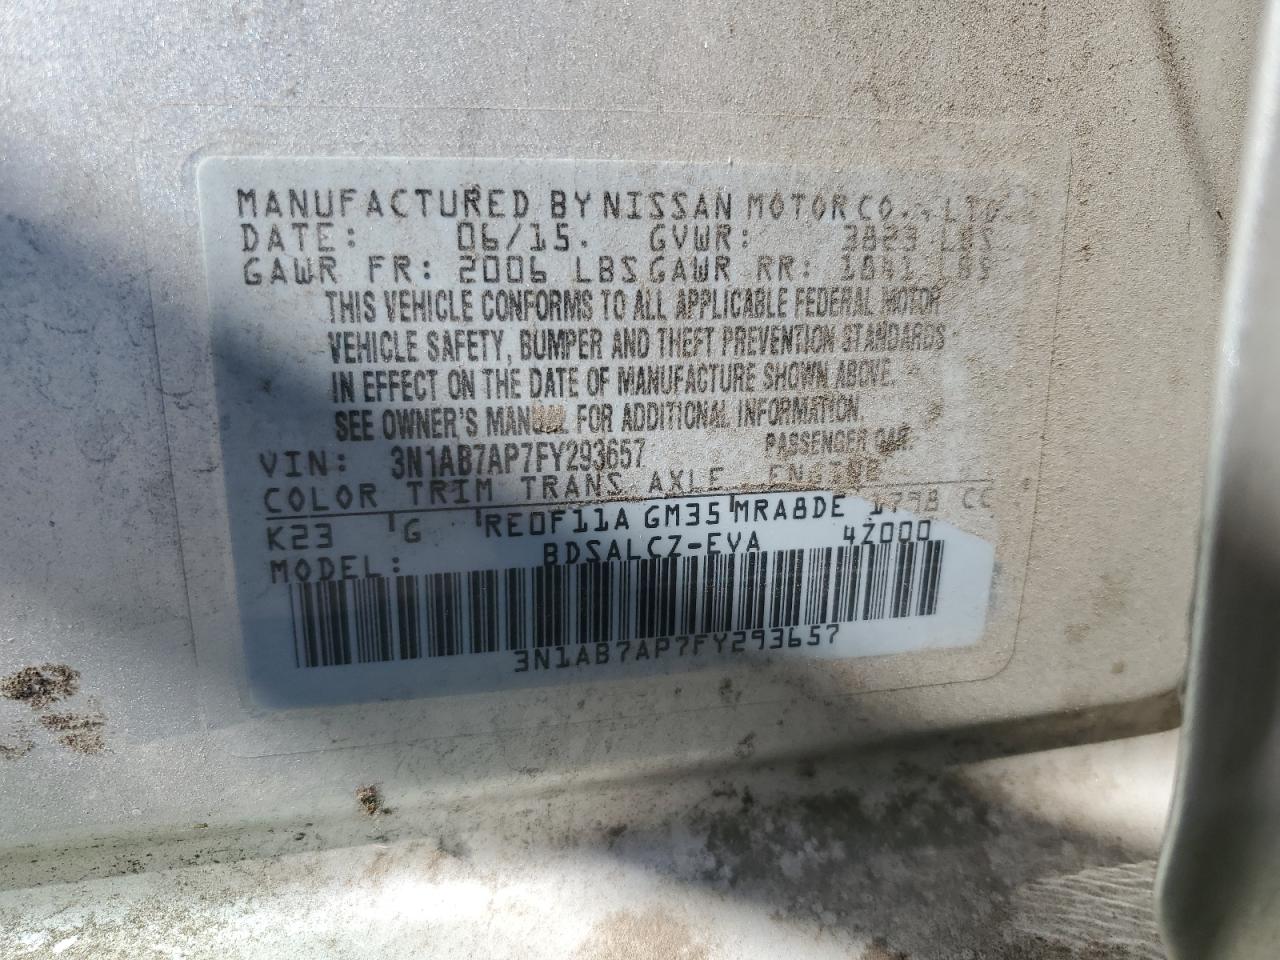 MANUFACTURED BY NISSAN MOTOR CO., LTD.
DATE: 06/15. GVWR: 3823 LBS
GAWR FR: 2006 LBS GAWR RR: 1841 LBS
THIS VEHICLE CONFORMS TO ALL APPLICABLE FEDERAL MOTOR
VEHICLE SAFETY, BUMPER AND THEFT PREVENTION STANDARDS
IN EFFECT ON THE DATE OF MANUFACTURE SHOWN ABOVE.
SEE OWNER'S MANUAL FOR ADDITIONAL INFORMATION.
VIN: 3N1AB7AP7FY293657 PASSENGER CAR
COLOR TRIM TRANS AXLE ENGINE
K23 G RE0F11A GM35 MRA8DE 1798 CC
MODEL: BDSALCZ-EVA 4Z000
3N1AB7AP7FY293657